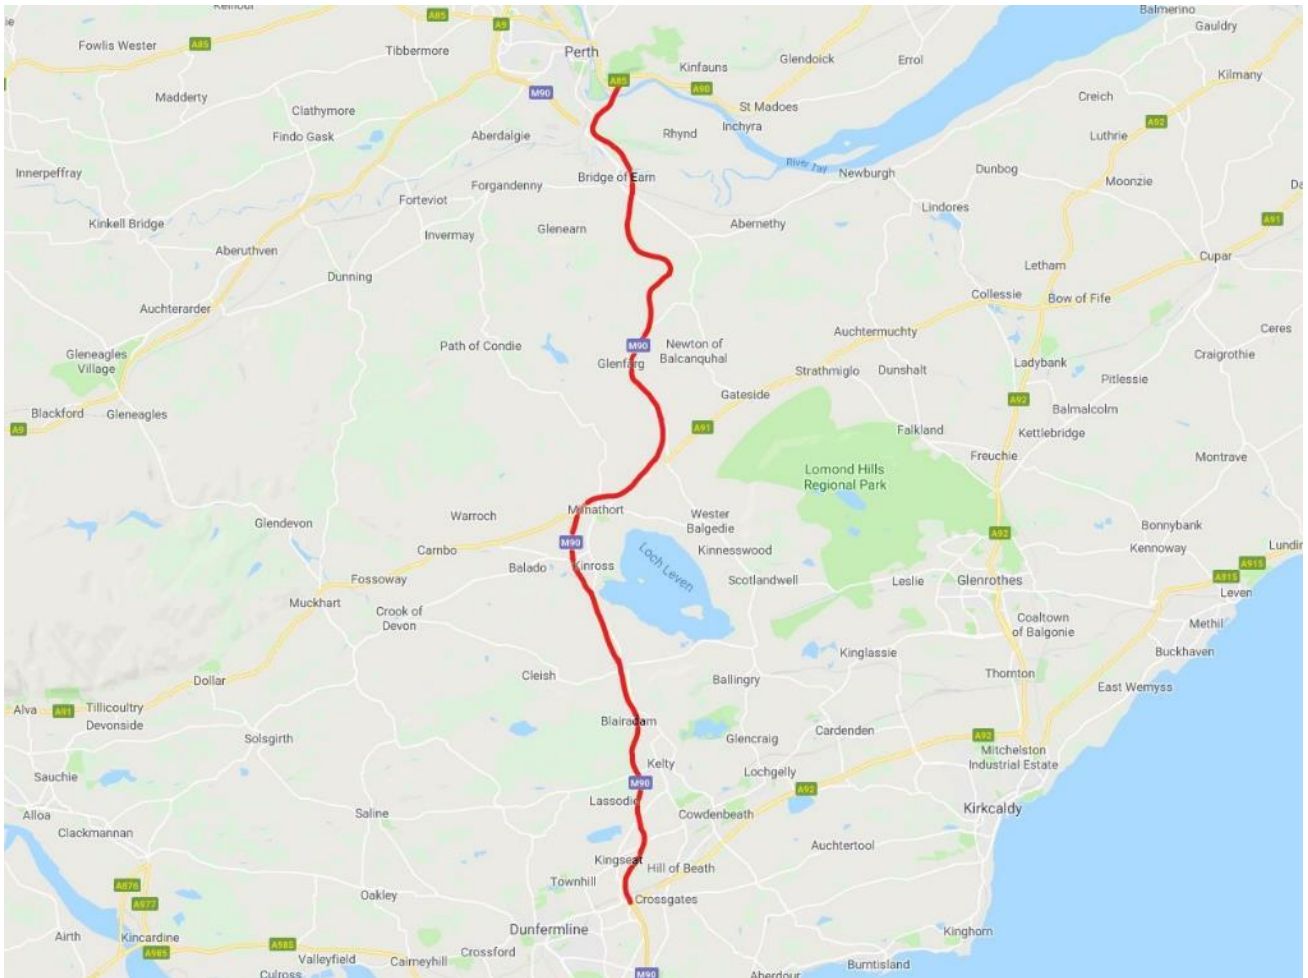 Balmerino
Gauldry
Fowlis Wester
A85
A85
A9
Tibbermore
Perth
Kinfauns
Glendoick
Errol
Kilmany
A85
A90
M90
Madderty
Clathymore
St Madoes
Creich
Findo Gask
Aberdalgie
Rhynd
Inchyra
A92
Luthrie
Innerpeffray
Bridge of Earn
River Tay
Newburgh
Dunbog
Moonzie
Forgandenny
Forteviot
Lindores
Kinkell Bridge
Invermay
Glenearn
Abernethy
A91
Aberuthven
Dunning
Letham
Cupar
Auchterarder
Collessie
Bow of Fife
Gleneagles
Village
Path of Condie
M90
Newton of
Balcanquhal
Auchtermuchty
Ceres
Glenfarg
Strathmiglo
Dunshalt
Ladybank
Craigrothie
Pitlessie
Blackford
Gleneagles
Gateside
A92
Balmalcolm
A9
A91
Falkland
Kettlebridge
Freuchie
Montrave
Lomond Hills
Regional Park
Glendevon
Warroch
Milnathort
Wester
Balgedie
A92
Bonnybank
Carnbo
M90
Kinnesswood
Kennoway
Balado
Kinross
Loch Leven
Fossoway
Scotlandwell
Leslie
Glenrothes
A915
A915
Leven
Muckhart
Crook of
Devon
Coaltown
of Balgonie
Methil
Kinglassie
Buckhaven
Dollar
Cleish
Ballingry
Thornton
East Wemyss
Alva
A91
Tillicoultry
Devonside
Blairadam
Solsgirth
Glencraig
Cardenden
A92
Mitchelston
Industrial Estate
Sauchie
Kelty
Lochgelly
M90
A92
Alloa
Lassodie
Saline
Cowdenbeath
Kirkcaldy
Clackmannan
Kingseat
Hill of Beath
Auchtertool
Townhill
A876
Oakley
Crossgates
A977
Airth
Kincardine
Dunfermline
Kinghorn
A985
A985
Valleyfield
Crossford
Cairneyhill
Culross
M90
Aberdour
Burntisland